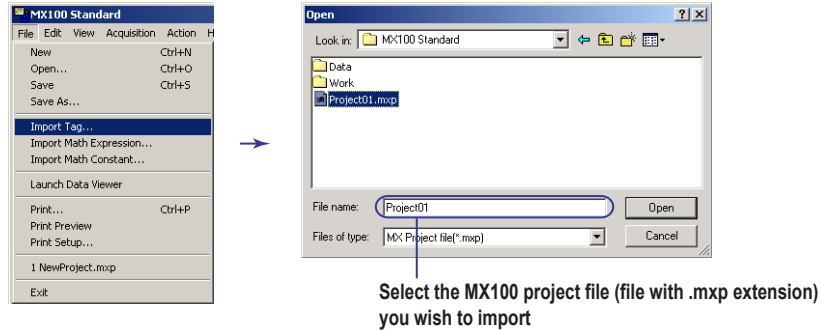 MX100 Standard
File Edit View Acquisition Action H
New Ctrl+N
Open... Ctrl+O
Save Ctrl+S
Save As...
Import Tag...
Import Math Expression...
Import Math Constant...
Launch Data Viewer
Print... Ctrl+P
Print Preview
Print Setup...
1 NewProject.mxp
Exit
Open
Look in: MX100 Standard
Data
Work
Project01.mxp
File name: Project01 Open
Files of type: MX Project file(*.mxp) Cancel
Select the MX100 project file (file with .mxp extension)
you wish to import